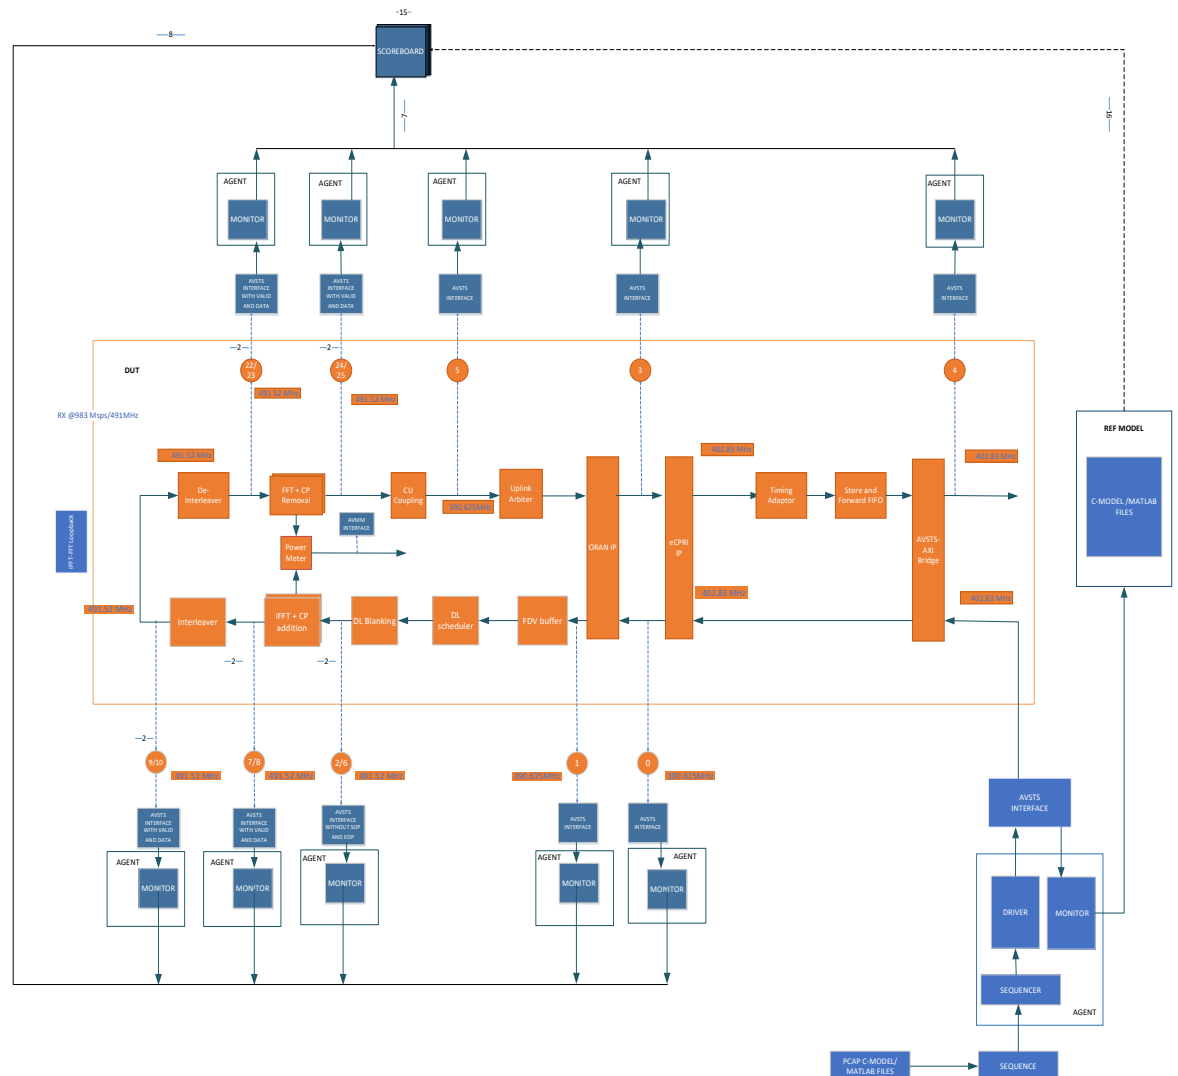 –15–
—8—
SCOREBOARD
—7—
—16—
AGENT
MONITOR
AGENT
MONITOR
AGENT
MONITOR
AGENT
MONITOR
AGENT
MONITOR
AVSTS
INTERFACE
WITH VALID
AND DATA
AVSTS
INTERFACE
WITH VALID
AND DATA
AVSTS
INTERFACE
AVSTS
INTERFACE
AVSTS
INTERFACE
—2—
—2—
DUT
22/
23
24/
25
5
3
4
491.52 MHz
491.52 MHz
RX @983 Msps/491MHz
REF MODEL
C-MODEL /MATLAB
FILES
491.52 MHz
402.83 MHz
402.83 MHz
De-
Interleaver
FFT + CP
Removal
CU
Coupling
Uplink
Arbiter
390.625MHz
ORAN IP
eCPRI
IP
Timing
Adaptor
Store and
Forward FIFO
AVSTS-
AXI
Bridge
IFFT-FFT Loopback
AVMM
INTERFACE
Power
Meter
491.52 MHz
402.83 MHz
402.83 MHz
Interleaver
iFFT + CP
addition
DL Blanking
DL
scheduler
FDV buffer
—2—
—2—
—2—
9/10
7/8
2/6
1
0
491.52 MHz
491.52 MHz
491.52 MHz
390.625MHz
390.625MHz
AVSTS
INTERFACE
WITH VALID
AND DATA
AVSTS
INTERFACE
WITH VALID
AND DATA
AVSTS
INTERFACE
WITHOUT SOP
AND EOP
AVSTS
INTERFACE
AVSTS
INTERFACE
AGENT
MONITOR
AGENT
MONITOR
AGENT
MONITOR
AGENT
MONITOR
AGENT
MONITOR
AVSTS
INTERFACE
DRIVER
MONITOR
SEQUENCER
AGENT
PCAP C-MODEL/
MATLAB FILES
SEQUENCE